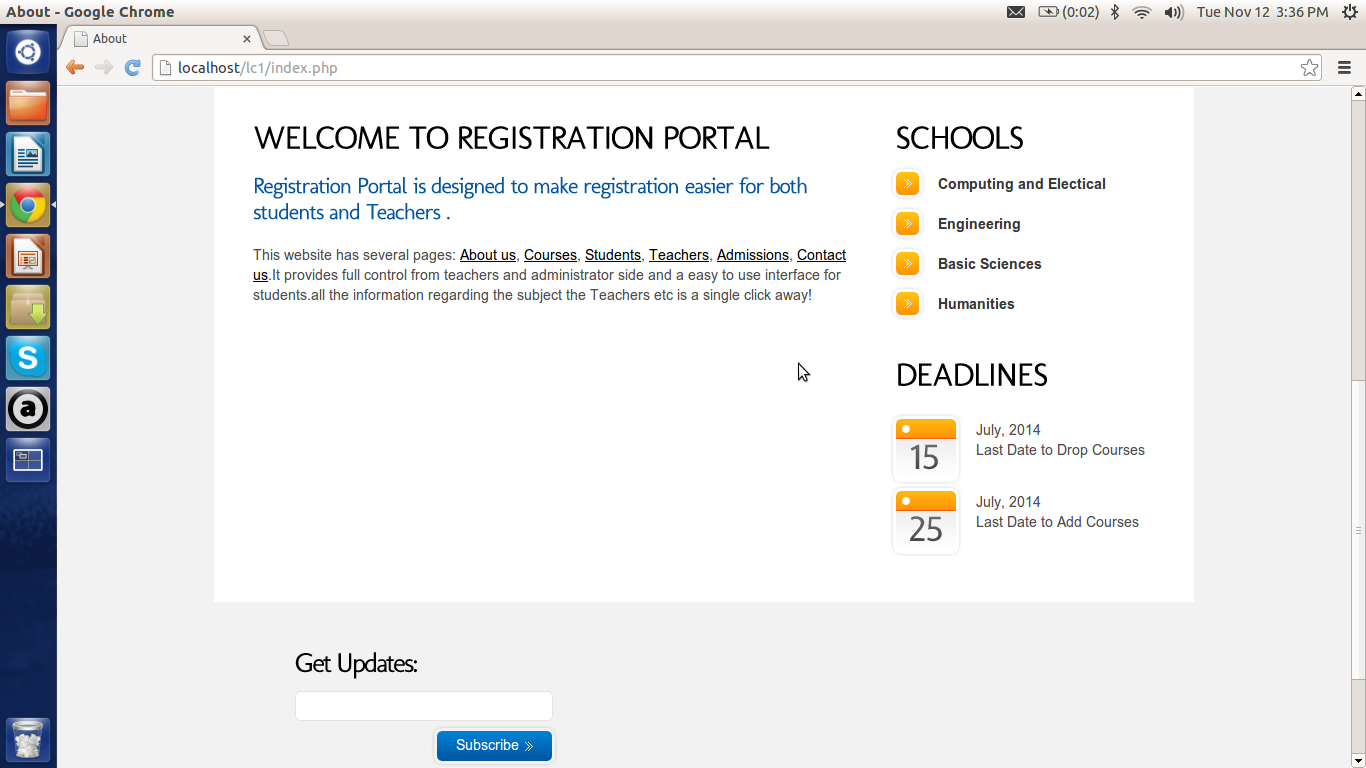 About - Google Chrome
(0:02)
Tue Nov 12 3:36 PM
About
localhost/lc1/index.php
WELCOME TO REGISTRATION PORTAL
Registration Portal is designed to make registration easier for both
students and Teachers .
This website has several pages: About us, Courses, Students, Teachers, Admissions, Contact
us.It provides full control from teachers and administrator side and a easy to use interface for
students.all the information regarding the subject the Teachers etc is a single click away!
SCHOOLS
Computing and Electical
Engineering
Basic Sciences
Humanities
DEADLINES
15
July, 2014
Last Date to Drop Courses
25
July, 2014
Last Date to Add Courses
Get Updates:
Subscribe